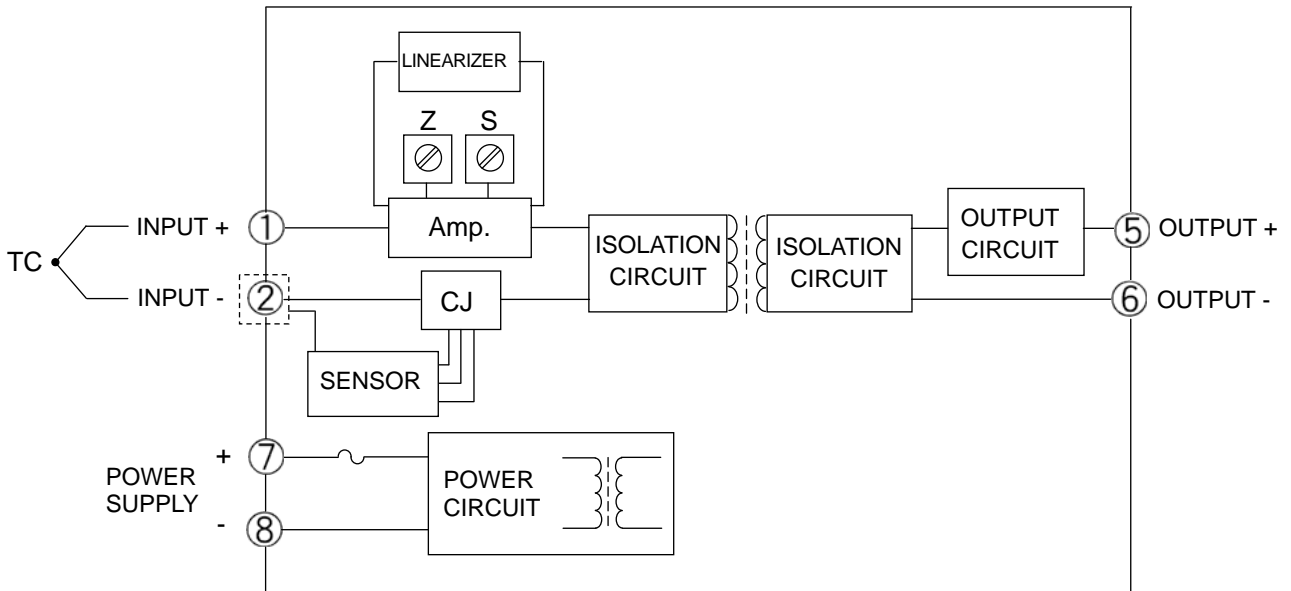 LINEARIZER
Z S
TC
INPUT + 1
Amp.
ISOLATION
CIRCUIT
ISOLATION
CIRCUIT
OUTPUT
CIRCUIT
5 OUTPUT +
INPUT - 2
CJ
6 OUTPUT -
SENSOR
POWER
SUPPLY
+ 7
- 8
POWER
CIRCUIT